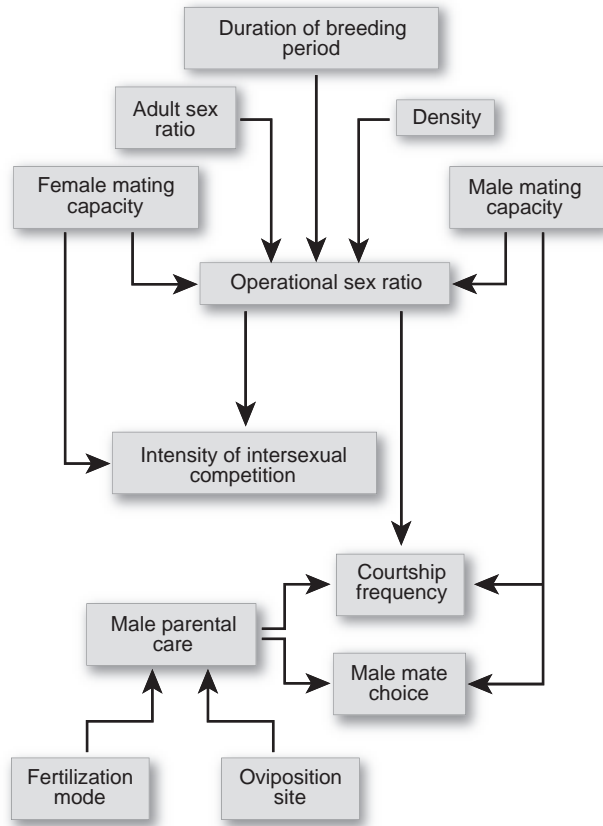 Duration of breeding
period
Adult sex
ratio
Density
Female mating
capacity
Male mating
capacity
Operational sex ratio
Intensity of intersexual
competition
Courtship
frequency
Male parental
care
Male mate
choice
Fertilization
mode
Oviposition
site